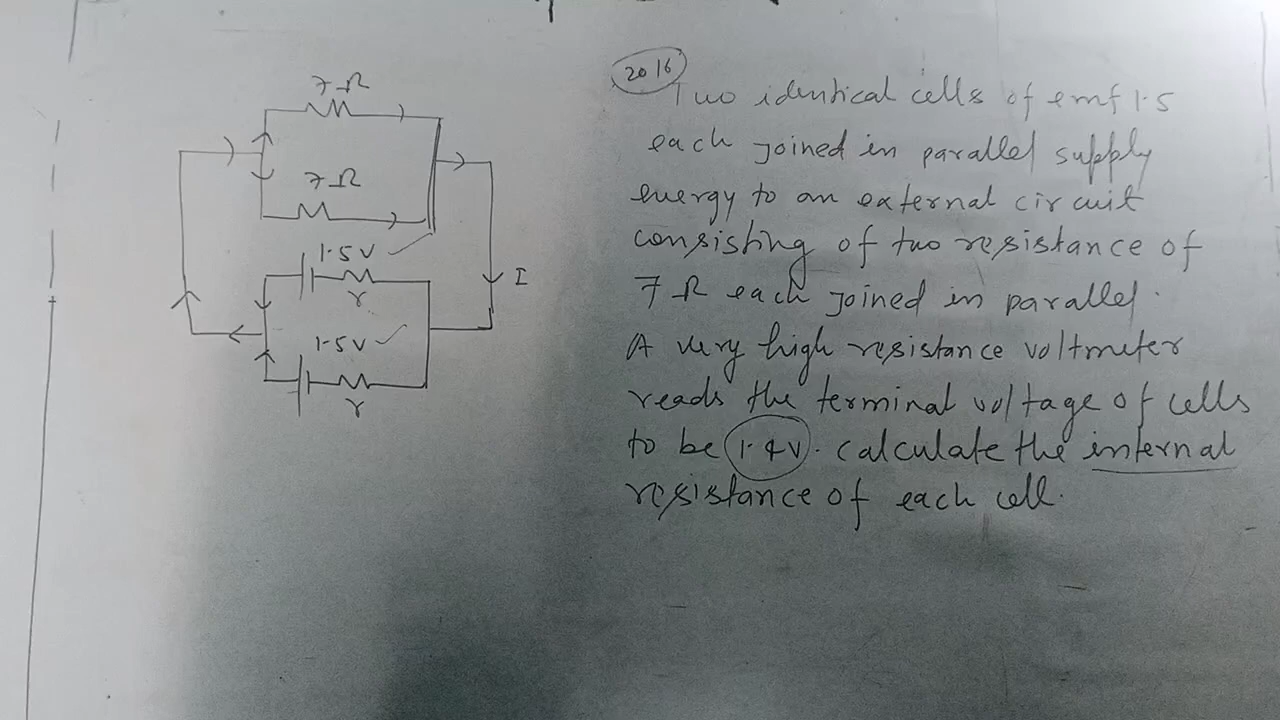 7 Ω
7 Ω
1.5 V
r
I
1.5 V
r
2016
Two identical cells of emf 1.5
each joined in parallel supply
energy to an external circuit
consisting of two resistance of
7 Ω each joined in parallel.
A very high resistance voltmeter
reads the terminal voltage of cells
to be 1.4V. calculate the internal
resistance of each cell.